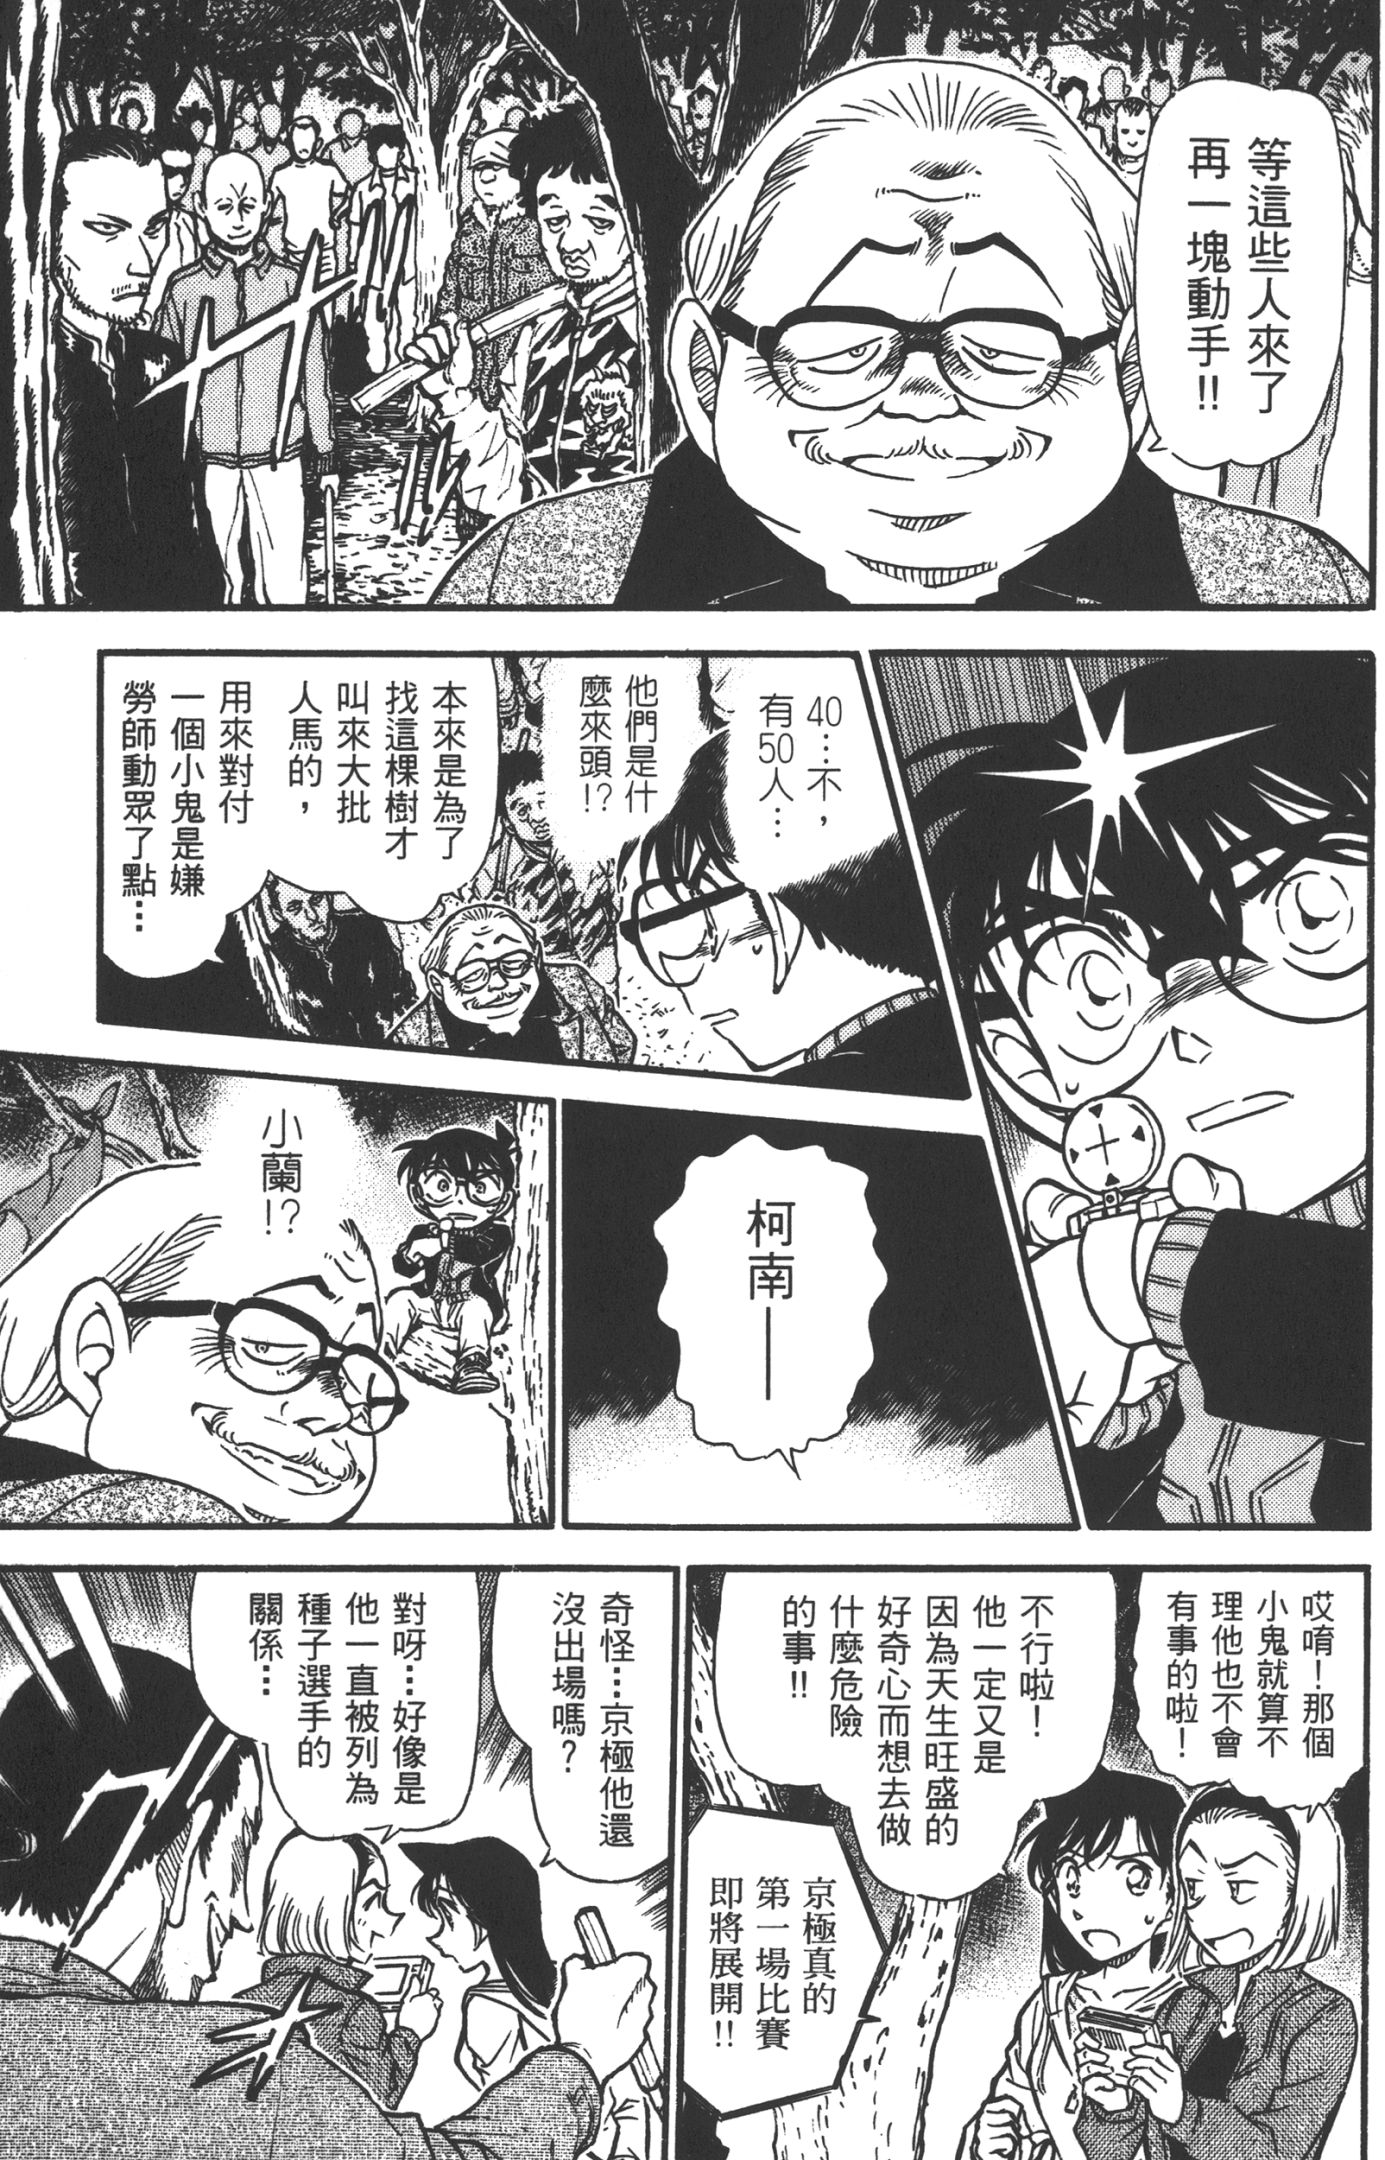 等這些人來了
再一塊動手!!
40…不，
有50人…
他們是什
麼來頭!?
本來是為了
找這棵樹才
叫來大批
人馬的，
用來對付
一個小鬼是嫌
勞師動眾了點…
柯南——
小蘭!?
哎唷！那個
小鬼就算不
理他也不會
有事的啦！
不行啦！
他一定又是
因為天生旺盛的
好奇心而想去做
什麼危險
的事!!
京極真的
第一場比賽
即將展開!!
奇怪…京極他還
沒出場嗎？
對呀…好像是
他一直被列為
種子選手的
關係…